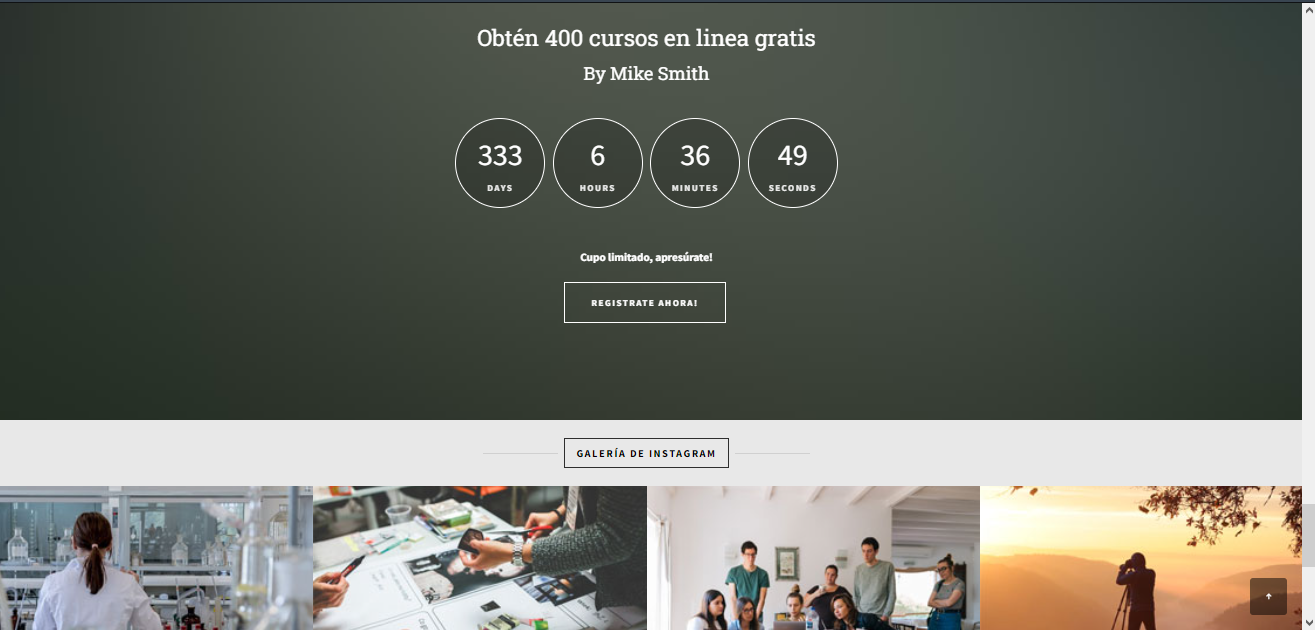 Obtén 400 cursos en linea gratis
By Mike Smith
333 6 36 49
DAYS HOURS MINUTES SECONDS
Cupo limitado, apresúrate!
REGISTRATE AHORA!
GALERÍA DE INSTAGRAM